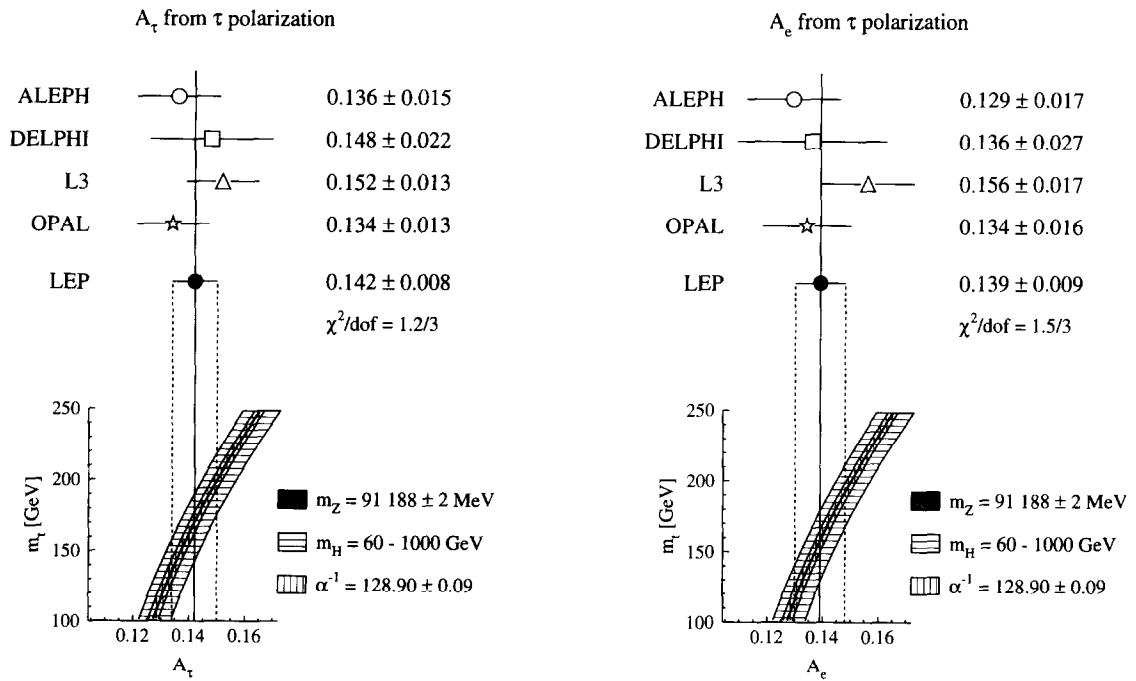 A_τ from τ polarization
ALEPH 0.136 ± 0.015
DELPHI 0.148 ± 0.022
L3 0.152 ± 0.013
OPAL 0.134 ± 0.013
LEP 0.142 ± 0.008
χ²/dof = 1.2/3
m_t [GeV]
250
200
150
100
0.12 0.14 0.16
A_τ
m_Z = 91 188 ± 2 MeV
m_H = 60 - 1000 GeV
α⁻¹ = 128.90 ± 0.09
A_e from τ polarization
ALEPH 0.129 ± 0.017
DELPHI 0.136 ± 0.027
L3 0.156 ± 0.017
OPAL 0.134 ± 0.016
LEP 0.139 ± 0.009
χ²/dof = 1.5/3
m_t [GeV]
250
200
150
100
0.12 0.14 0.16
A_e
m_Z = 91 188 ± 2 MeV
m_H = 60 - 1000 GeV
α⁻¹ = 128.90 ± 0.09